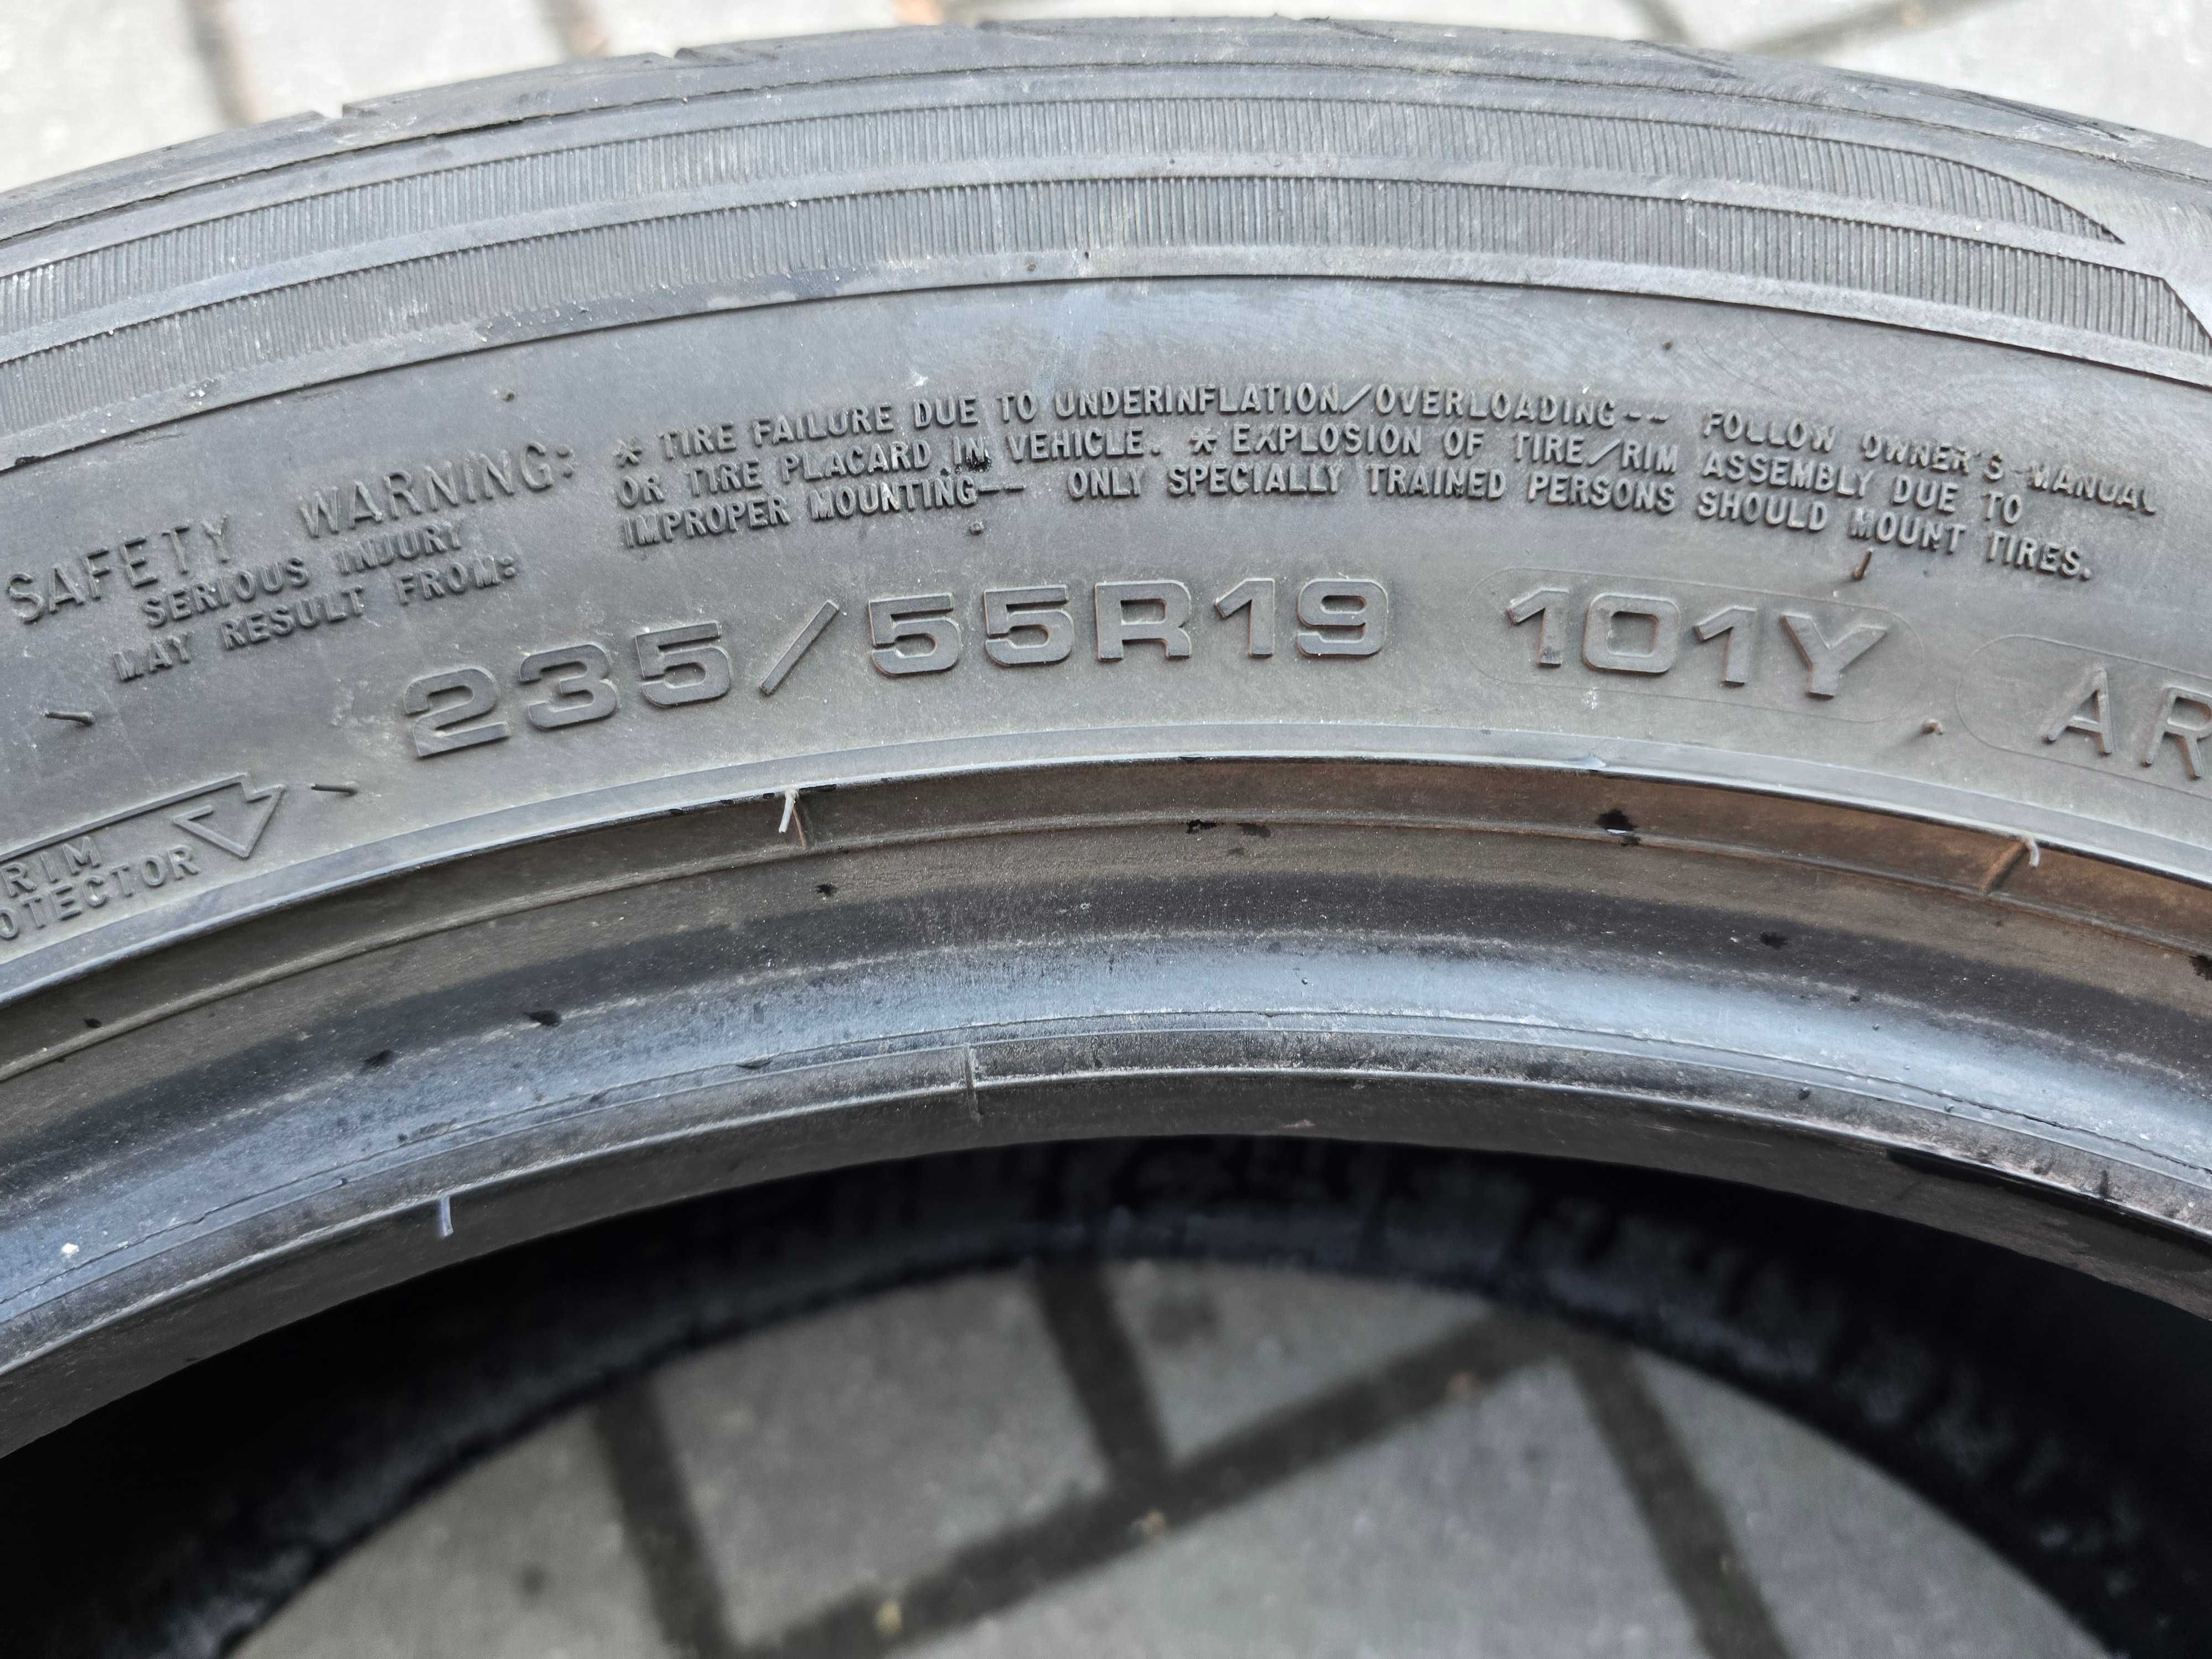 SAFETY WARNING:
SERIOUS INJURY
MAY RESULT FROM:
* TIRE FAILURE DUE TO UNDERINFLATION/OVERLOADING-- FOLLOW OWNER'S MANUAL
OR TIRE PLACARD IN VEHICLE. * EXPLOSION OF TIRE/RIM ASSEMBLY DUE TO
IMPROPER MOUNTING-- ONLY SPECIALLY TRAINED PERSONS SHOULD MOUNT TIRES.
235/55R19 101Y AR
RIM
OTECTOR